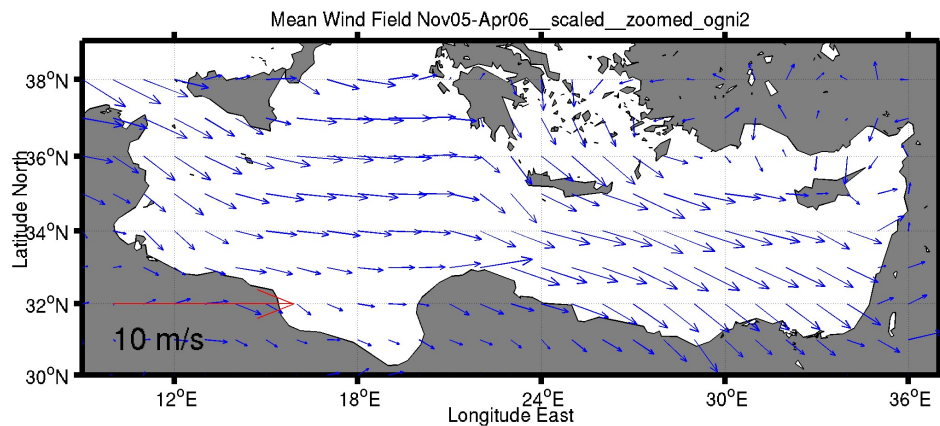 Mean Wind Field Nov05-Apr06__scaled__zoomed_ogni2
38°N
36°N
34°N
32°N
30°N
Latitude North
10 m/s
12°E
18°E
24°E
30°E
36°E
Longitude East